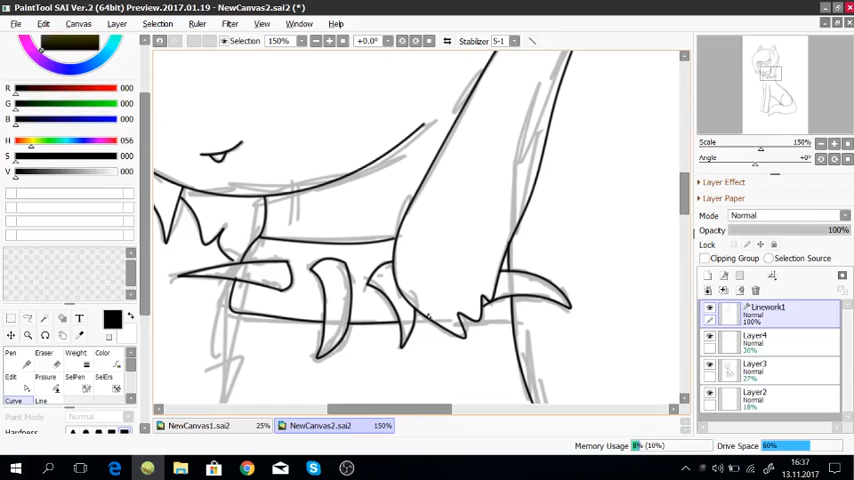 PaintTool SAI Ver.2 (64bit) Preview.2017.01.19 - NewCanvas2.sai2 (*)
File Edit Canvas Layer Selection Ruler Filter View Window Help
Selection 150% +0.0° Stabilizer S-1
R 000
G 000
B 000
H 056
S 000
V 000
T
Pen Eraser Weight Color
Edit Prssure SelPen SelErs
Curve Line
Paint Mode Normal
Hardness
Scale 150%
Angle +0°
Layer Effect
Layer Paper
Mode Normal
Opacity 100%
Lock
Clipping Group Selection Source
Linework1
Normal
100%
Layer4
Normal
30%
Layer3
Normal
27%
Layer2
Normal
18%
NewCanvas1.sai2 25% NewCanvas2.sai2 150%
Memory Usage 8% (10%) Drive Space 60%
16:37
13.11.2017